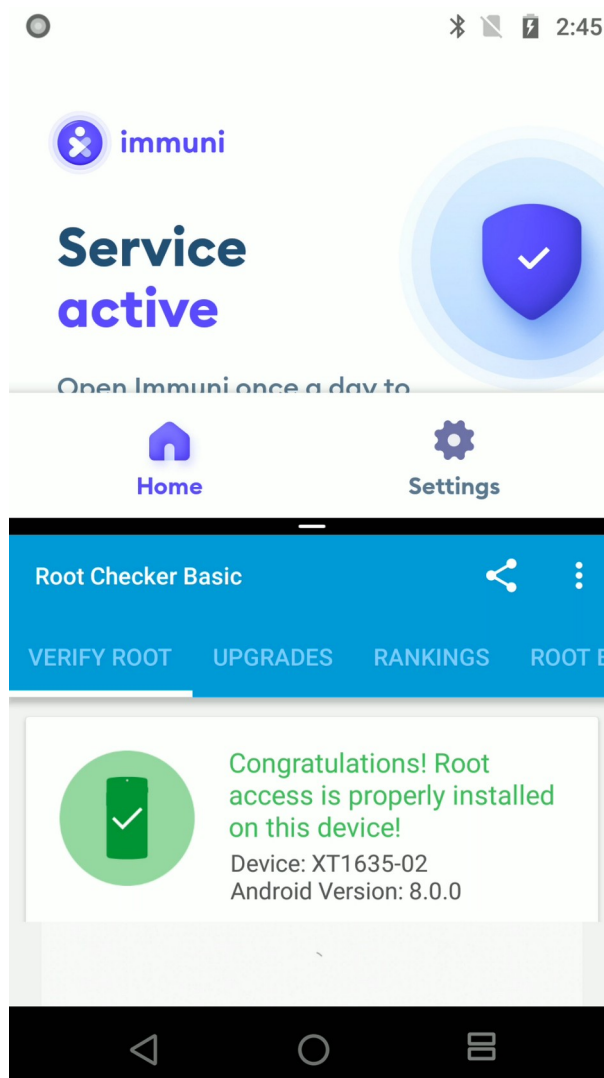 2:45
immuni
Service
active
Open Immuni once a day to
Home
Settings
Root Checker Basic
VERIFY ROOT
UPGRADES
RANKINGS
ROOT
Congratulations! Root
access is properly installed
on this device!
Device: XT1635-02
Android Version: 8.0.0